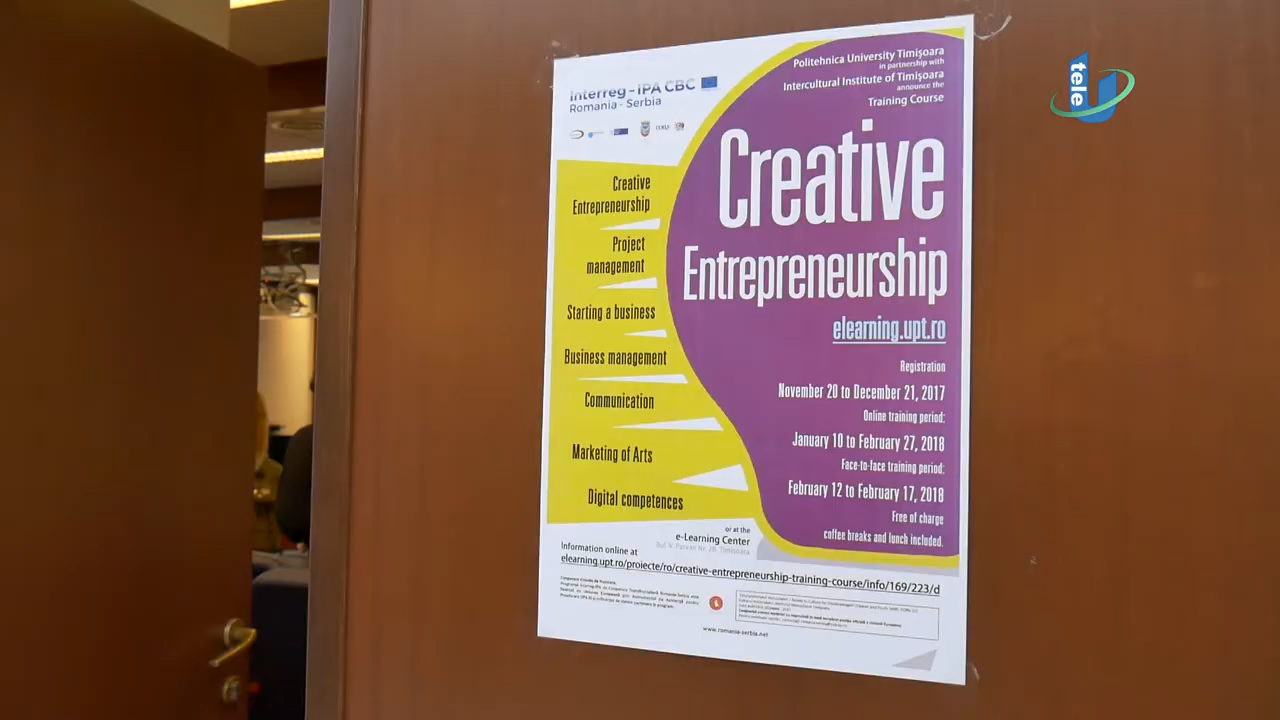 Interreg - IPA CBC
Romania - Serbia
Politehnica University Timișoara
in partnership with
Intercultural Institute of Timișoara
announce the
Training Course
Creative
Entrepreneurship
elearning.upt.ro
Registration
November 20 to December 21, 2017
Online training period:
January 10 to February 27, 2018
Face-to-face training period:
February 12 to February 17, 2018
Free of charge
coffee breaks and lunch included.
Creative
Entrepreneurship
Project
management
Starting a business
Business management
Communication
Marketing of Arts
Digital competences
or at the
e-Learning Center
Information online at
elearning.upt.ro/proiecte/ro/creative-entrepreneurship-training-course/info/169/223/d
www.romania-serbia.net
teleU